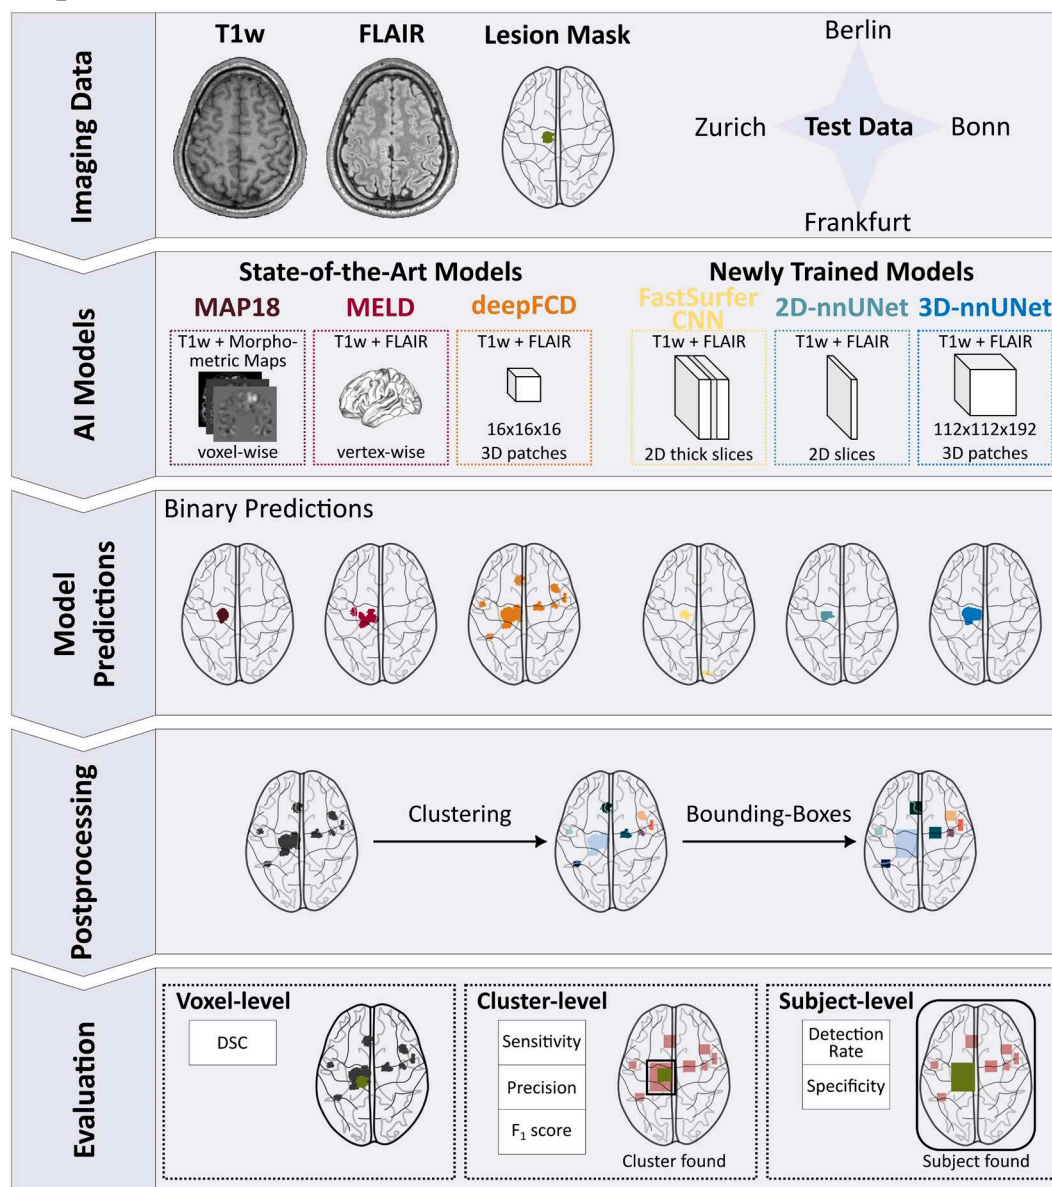 Imaging Data
T1w
FLAIR
Lesion Mask
Berlin
Zurich
Test Data
Bonn
Frankfurt
AI Models
State-of-the-Art Models
Newly Trained Models
MAP18
MELD
deepFCD
FastSurfer
CNN
2D-nnUNet
3D-nnUNet
T1w + Morpho-
metric Maps
voxel-wise
T1w + FLAIR
vertex-wise
T1w + FLAIR
16x16x16
3D patches
T1w + FLAIR
2D thick slices
T1w + FLAIR
2D slices
T1w + FLAIR
112x112x192
3D patches
Model
Predictions
Binary Predictions
Postprocessing
Clustering
Bounding-Boxes
Evaluation
Voxel-level
DSC
Cluster-level
Sensitivity
Precision
F₁ score
Cluster found
Subject-level
Detection
Rate
Specificity
Subject found